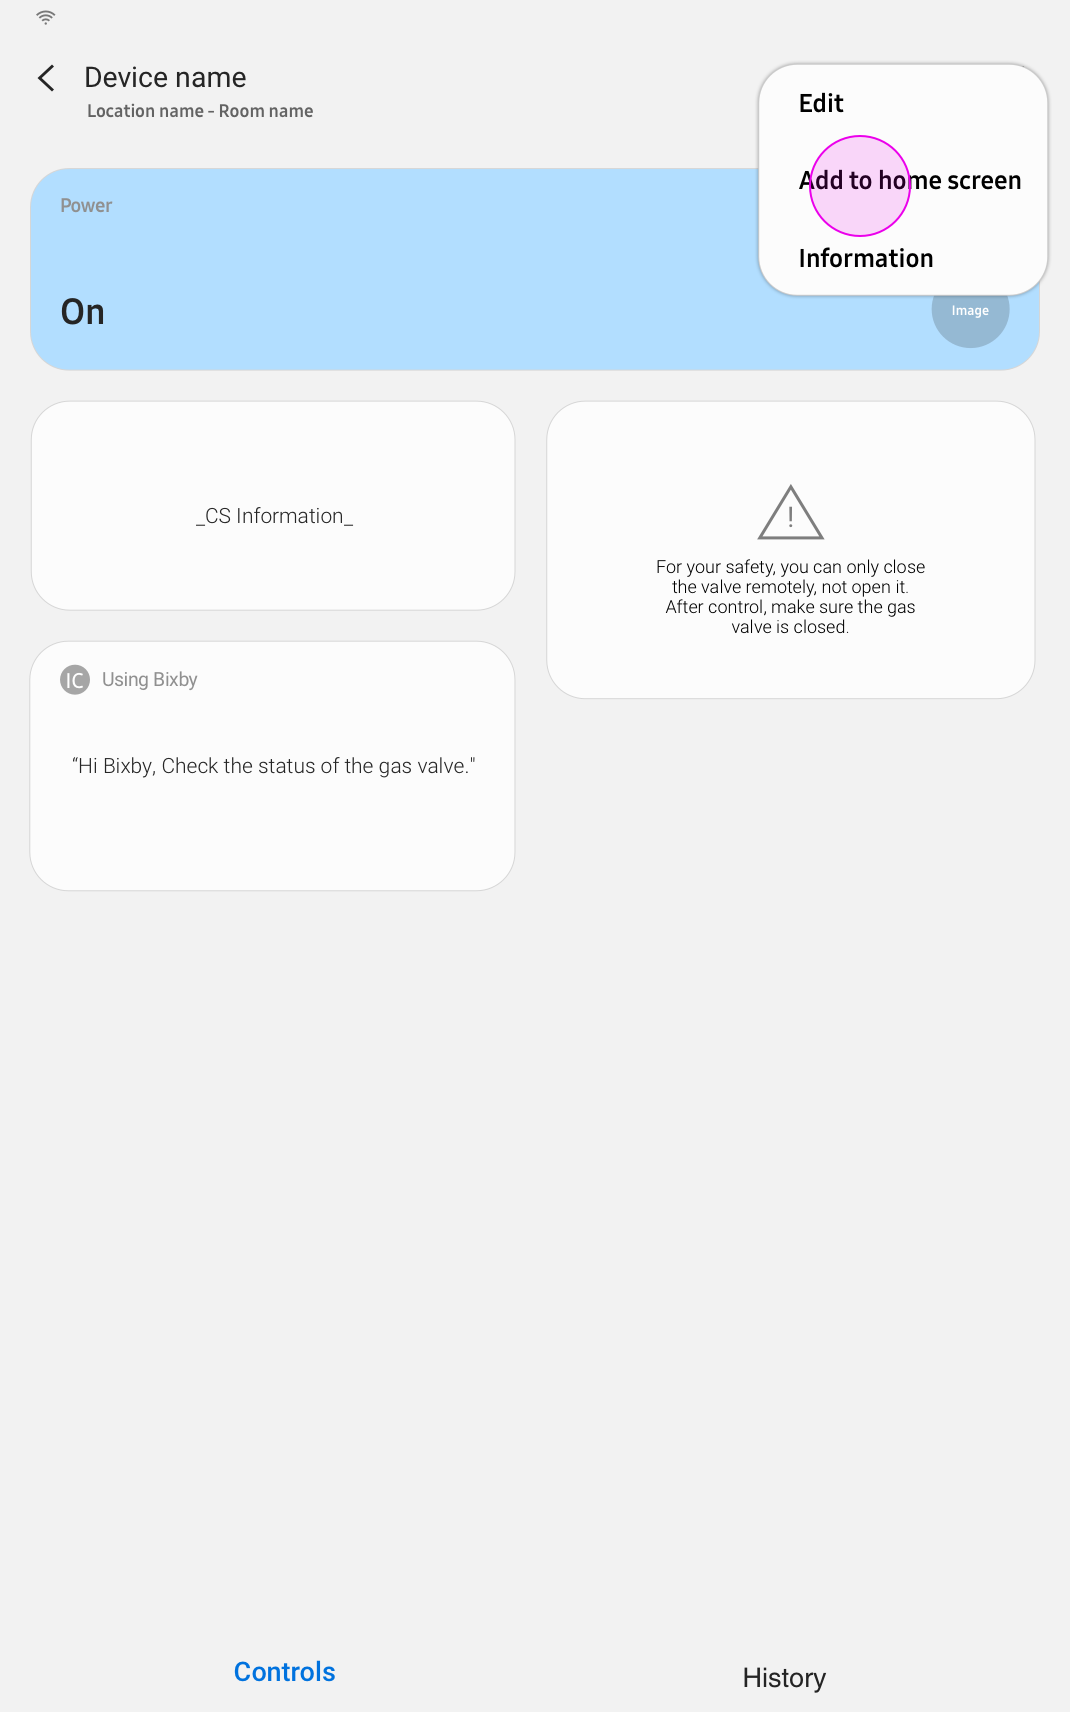 Device name
Location name - Room name
Edit
Add to home screen
Information
Power
On
Image
_CS Information_
For your safety, you can only close
the valve remotely, not open it.
After control, make sure the gas
valve is closed.
IC Using Bixby
“Hi Bixby, Check the status of the gas valve."
Controls
History